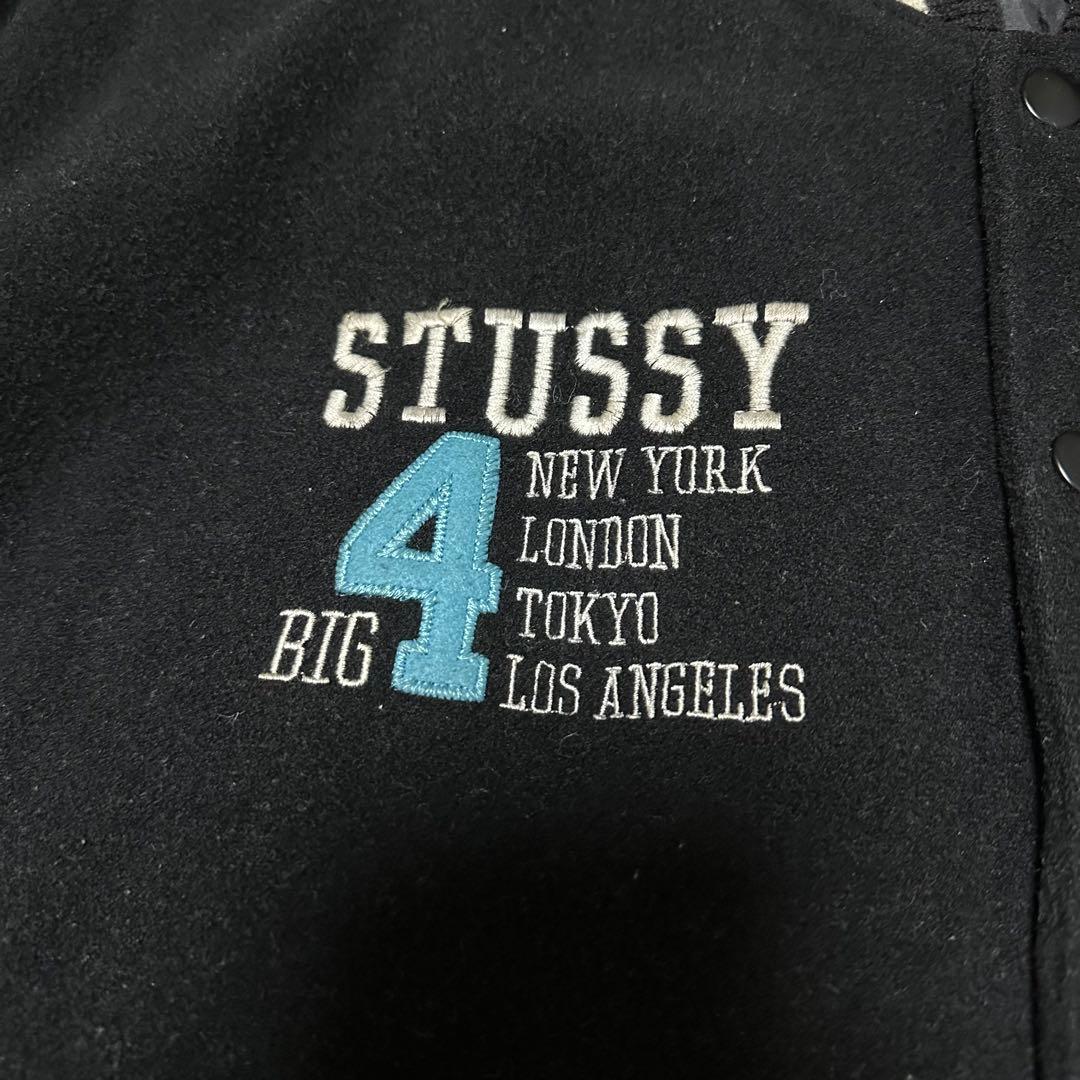 STUSSY
BIG 4
NEW YORK
LONDON
TOKYO
LOS ANGELES